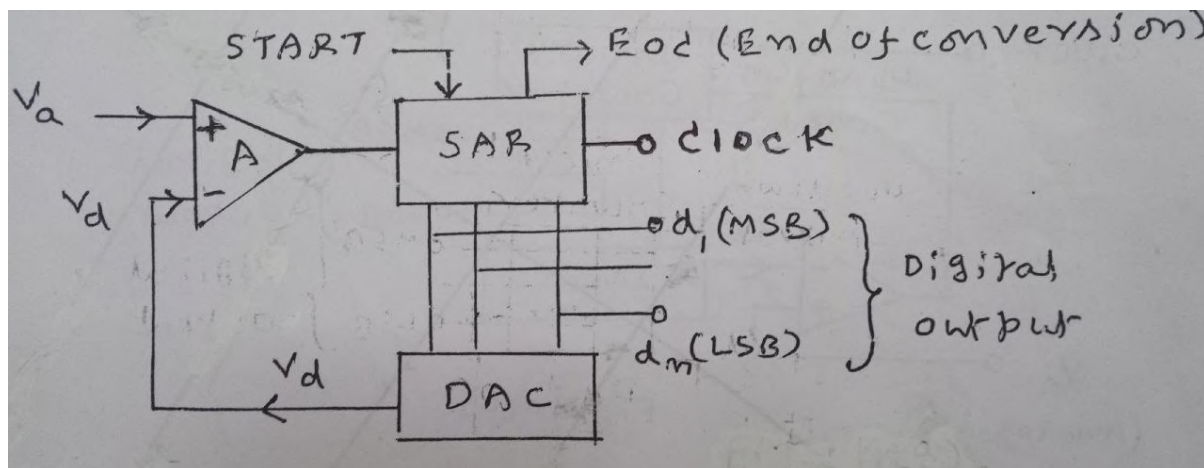 START
Eoc (End of conversion)
Va
+
A
-
SAR
clock
Vd
d1 (MSB)
Digital
output
dn (LSB)
Vd
DAC